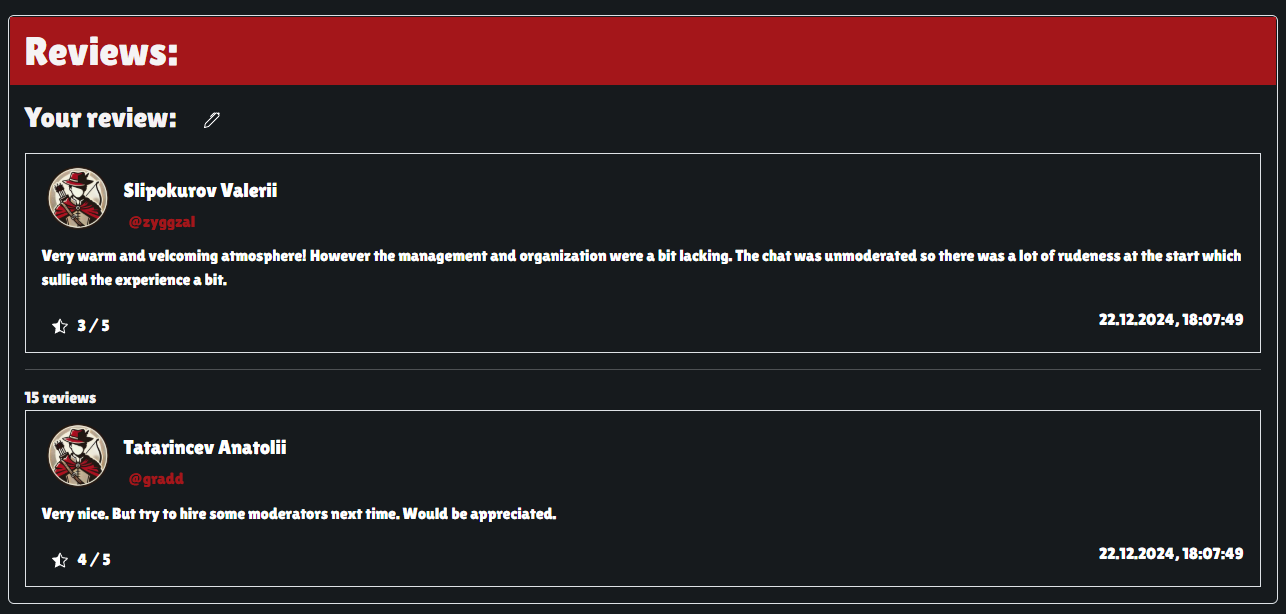 Reviews:
Your review:
Slipokurov Valerii
@zyggzal
Very warm and velcoming atmosphere! However the management and organization were a bit lacking. The chat was unmoderated so there was a lot of rudeness at the start which
sullied the experience a bit.
3 / 5
22.12.2024, 18:07:49
15 reviews
Tatarincev Anatolii
@gradd
Very nice. But try to hire some moderators next time. Would be appreciated.
4 / 5
22.12.2024, 18:07:49